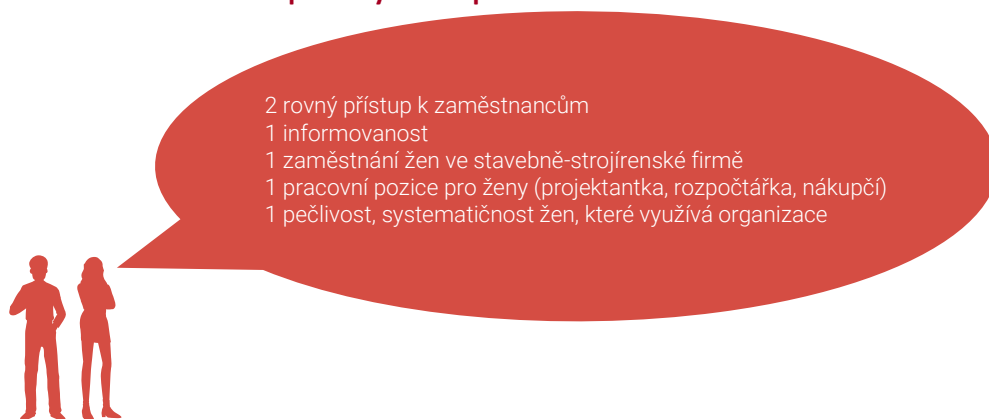 2 rovný přístup k zaměstnancům
1 informovanost
1 zaměstnání žen ve stavebně-strojírenské firmě
1 pracovní pozice pro ženy (projektantka, rozpočtářka, nákupčí)
1 pečlivost, systematičnost žen, které využívá organizace